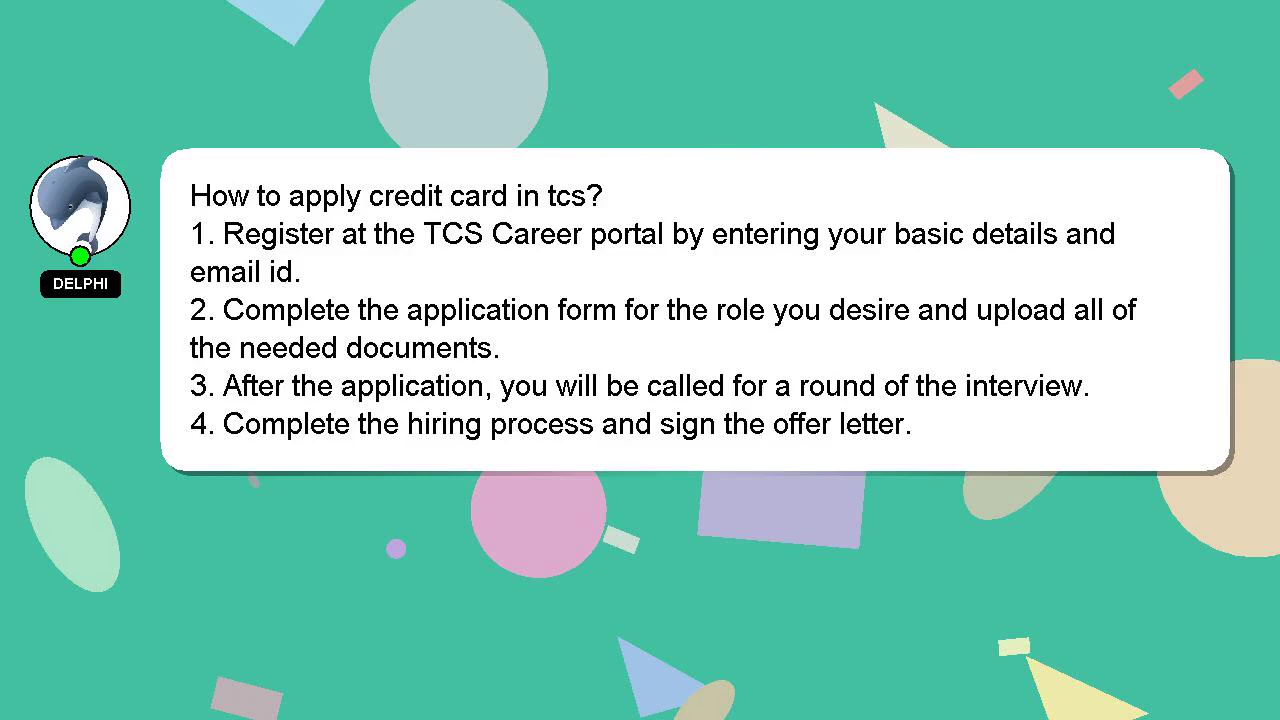 DELPHI
How to apply credit card in tcs?
1. Register at the TCS Career portal by entering your basic details and
email id.
2. Complete the application form for the role you desire and upload all of
the needed documents.
3. After the application, you will be called for a round of the interview.
4. Complete the hiring process and sign the offer letter.